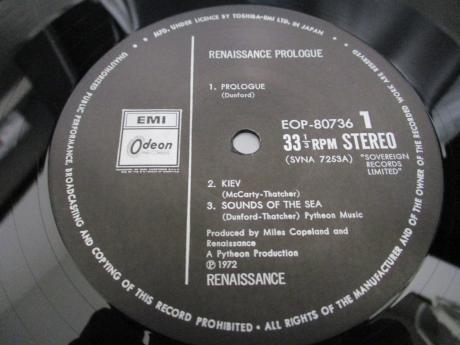 MFD. UNDER LICENCE BY TOSHIBA-EMI LTD. IN JAPAN
UNAUTHORIZED PUBLIC PERFORMANCE, BROADCASTING AND COPYING OF THIS RECORD PROHIBITED • ALL RIGHTS OF THE MANUFACTURER AND OF THE OWNER OF THE RECORDED WORK ARE RESERVED
RENAISSANCE PROLOGUE
1. PROLOGUE
(Dunford)
EMI
Odeon
EOP-80736 1
33 1/3 RPM STEREO
(SVNA 7253A) "SOVEREIGN
RECORDS
LIMITED"
2. KIEV
(McCarty-Thatcher)
3. SOUNDS OF THE SEA
(Dunford-Thatcher) Pytheon Music
Produced by Miles Copeland and
Renaissance
A Pytheon Production
Ⓟ 1972
RENAISSANCE